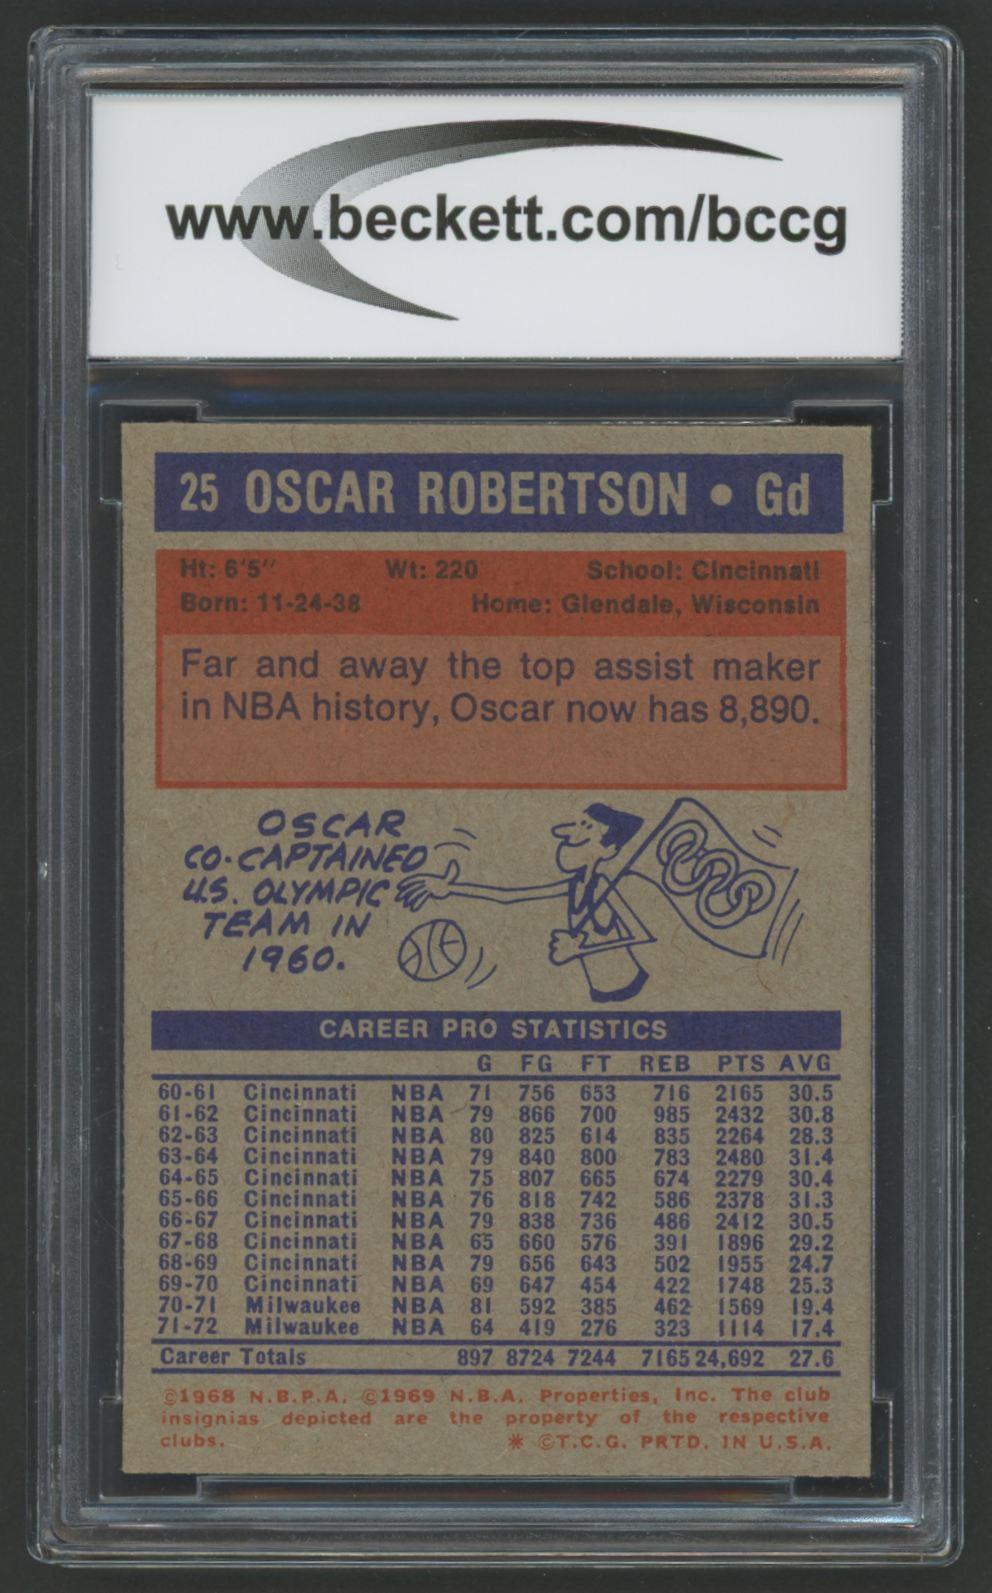 www.beckett.com/bccg
25 OSCAR ROBERTSON • Gd
Ht: 6'5" Wt: 220 School: Cincinnati
Born: 11-24-38 Home: Glendale, Wisconsin
Far and away the top assist maker
in NBA history, Oscar now has 8,890.
OSCAR
CO-CAPTAINED
U.S. OLYMPIC
TEAM IN
1960.
CAREER PRO STATISTICS
G FG FT REB PTS AVG
60-61 Cincinnati NBA 71 756 653 716 2165 30.5
61-62 Cincinnati NBA 79 866 700 985 2432 30.8
62-63 Cincinnati NBA 80 825 614 835 2264 28.3
63-64 Cincinnati NBA 79 840 800 783 2480 31.4
64-65 Cincinnati NBA 75 807 665 674 2279 30.4
65-66 Cincinnati NBA 76 818 742 586 2378 31.3
66-67 Cincinnati NBA 79 838 736 486 2412 30.5
67-68 Cincinnati NBA 65 660 576 391 1896 29.2
68-69 Cincinnati NBA 79 656 643 502 1955 24.7
69-70 Cincinnati NBA 69 647 454 422 1748 25.3
70-71 Milwaukee NBA 81 592 385 462 1569 19.4
71-72 Milwaukee NBA 64 419 276 323 1114 17.4
Career Totals 897 8724 7244 7165 24,692 27.6
©1968 N.B.P.A. ©1969 N.B.A. Properties, Inc. The club
insignias depicted are the property of the respective
clubs. * ©T.C.G. PRTD. IN U.S.A.